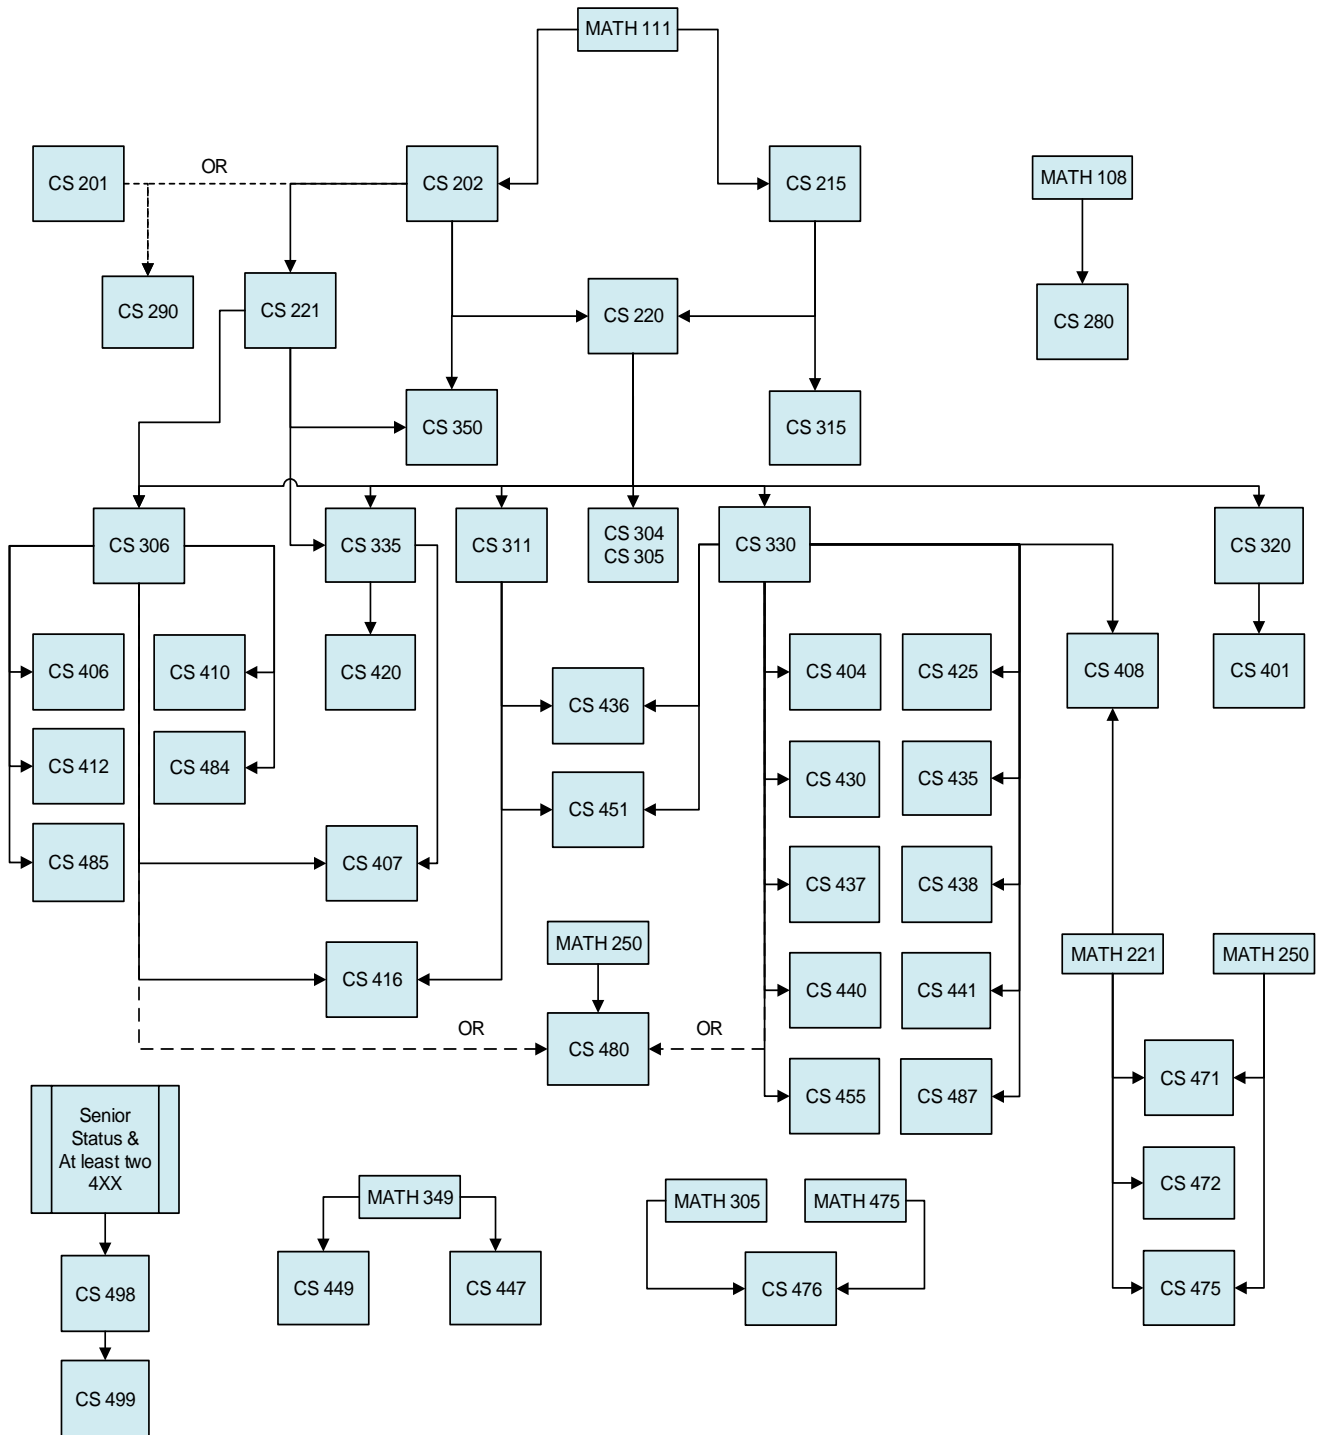 MATH 111
CS 201
OR
CS 202
CS 215
MATH 108
CS 290
CS 221
CS 220
CS 280
CS 350
CS 315
CS 306
CS 335
CS 311
CS 304
CS 305
CS 330
CS 320
CS 406
CS 410
CS 420
CS 436
CS 404
CS 425
CS 408
CS 401
CS 412
CS 484
CS 451
CS 430
CS 435
CS 485
CS 407
CS 437
CS 438
MATH 250
MATH 221
MATH 250
CS 416
CS 440
CS 441
OR
CS 480
OR
CS 455
CS 487
CS 471
Senior
Status &
At least two
4XX
CS 472
MATH 349
MATH 305
MATH 475
CS 498
CS 449
CS 447
CS 476
CS 475
CS 499